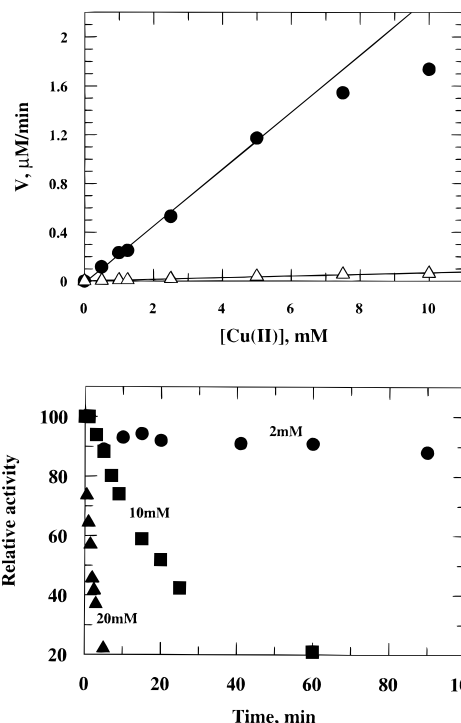 2
1.6
1.2
0.8
0.4
0
V, μM/min
0 2 4 6 8 10
[Cu(II)], mM
100
80
60
40
20
Relative activity
2mM
10mM
20mM
0 20 40 60 80 10
Time, min